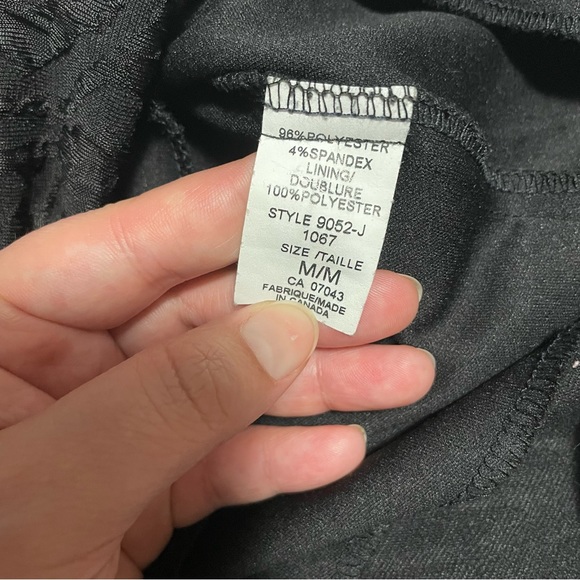 96%POLYESTER
4%SPANDEX
LINING/
DOUBLURE
100%POLYESTER
STYLE 9052-J
1067
SIZE /TAILLE
M/M
CA 07043
FABRIQUE/MADE
IN CANADA